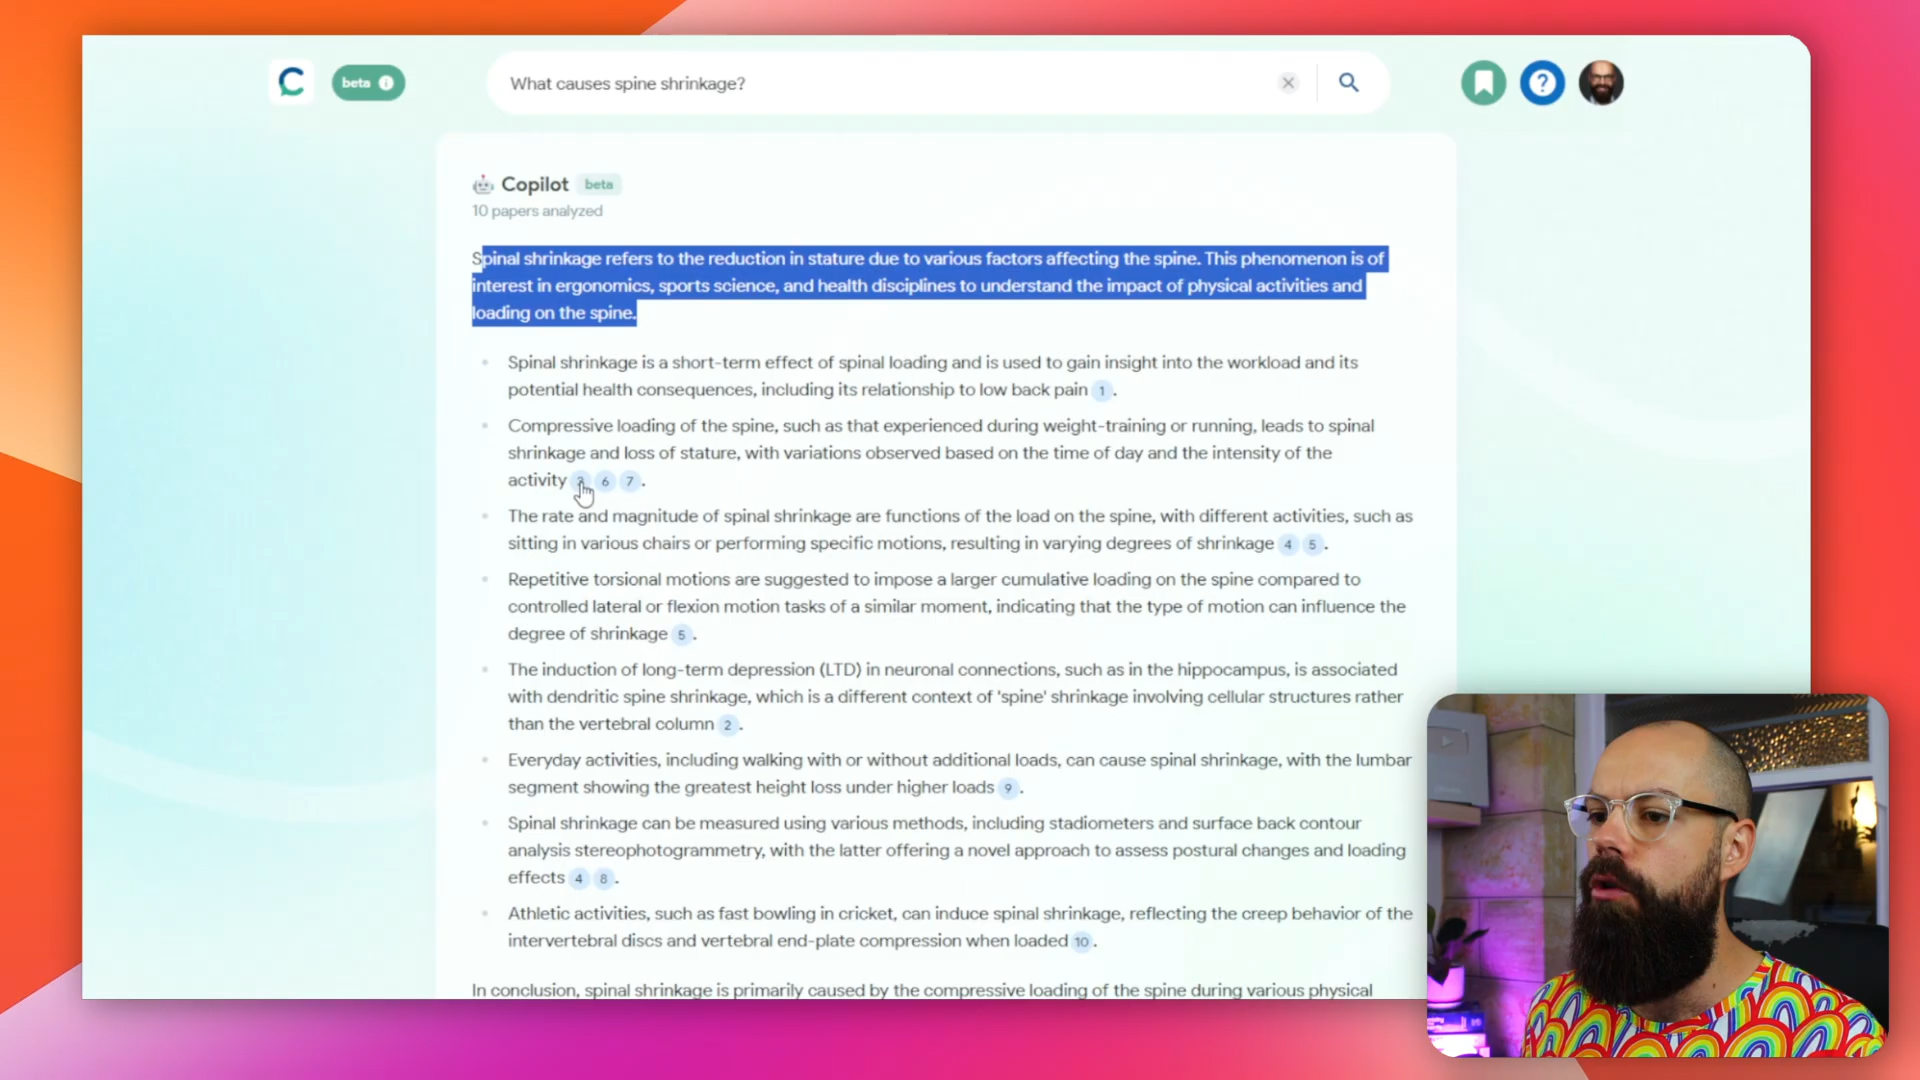 beta
What causes spine shrinkage?
Copilot beta
10 papers analyzed
Spinal shrinkage refers to the reduction in stature due to various factors affecting the spine. This phenomenon is of
interest in ergonomics, sports science, and health disciplines to understand the impact of physical activities and
loading on the spine.
Spinal shrinkage is a short-term effect of spinal loading and is used to gain insight into the workload and its
potential health consequences, including its relationship to low back pain 1.
Compressive loading of the spine, such as that experienced during weight-training or running, leads to spinal
shrinkage and loss of stature, with variations observed based on the time of day and the intensity of the
activity 6 7.
The rate and magnitude of spinal shrinkage are functions of the load on the spine, with different activities, such as
sitting in various chairs or performing specific motions, resulting in varying degrees of shrinkage 4 5.
Repetitive torsional motions are suggested to impose a larger cumulative loading on the spine compared to
controlled lateral or flexion motion tasks of a similar moment, indicating that the type of motion can influence the
degree of shrinkage 5.
The induction of long-term depression (LTD) in neuronal connections, such as in the hippocampus, is associated
with dendritic spine shrinkage, which is a different context of 'spine' shrinkage involving cellular structures rather
than the vertebral column 2.
Everyday activities, including walking with or without additional loads, can cause spinal shrinkage, with the lumbar
segment showing the greatest height loss under higher loads 9.
Spinal shrinkage can be measured using various methods, including stadiometers and surface back contour
analysis stereophotogrammetry, with the latter offering a novel approach to assess postural changes and loading
effects 4 8.
Athletic activities, such as fast bowling in cricket, can induce spinal shrinkage, reflecting the creep behavior of the
intervertebral discs and vertebral end-plate compression when loaded 10.
In conclusion, spinal shrinkage is primarily caused by the compressive loading of the spine during various physical